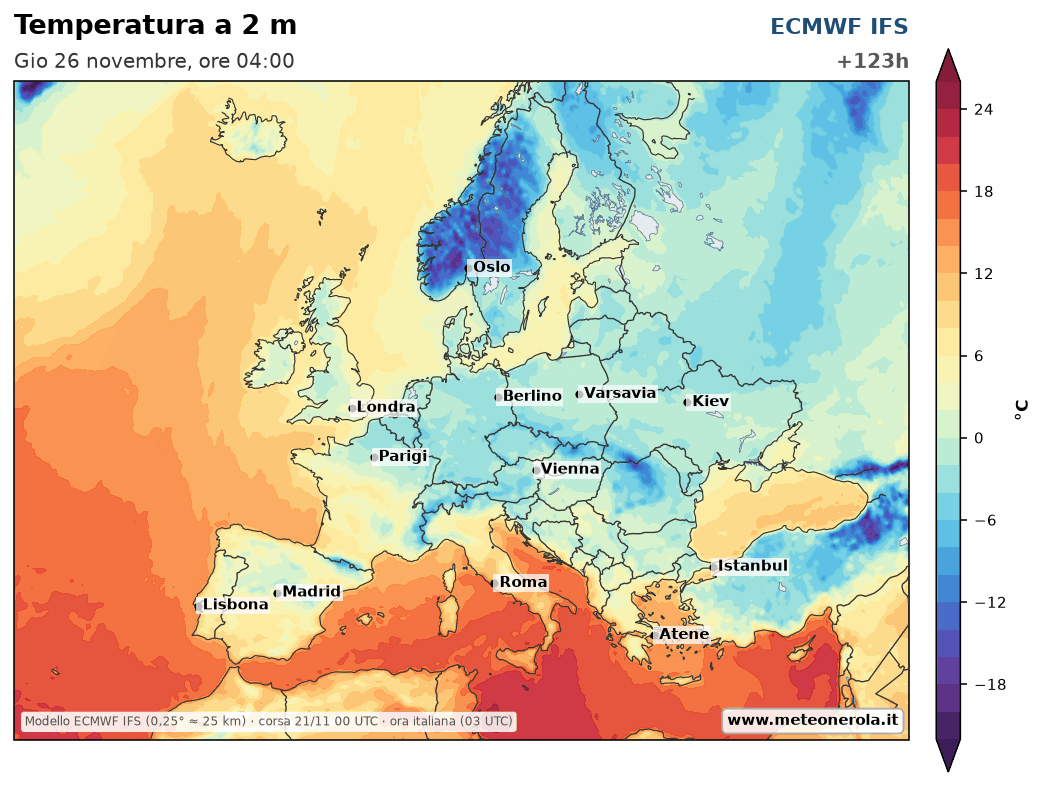 Temperatura a 2 m
ECMWF IFS
Gio 26 novembre, ore 04:00
+123h
24
18
12
6
0
−6
−12
−18
°C
Oslo
Londra
Berlino
Varsavia
Kiev
Parigi
Vienna
Istanbul
Roma
Madrid
Lisbona
Atene
Modello ECMWF IFS (0,25° ≈ 25 km) · corsa 21/11 00 UTC · ora italiana (03 UTC)
www.meteonerola.it